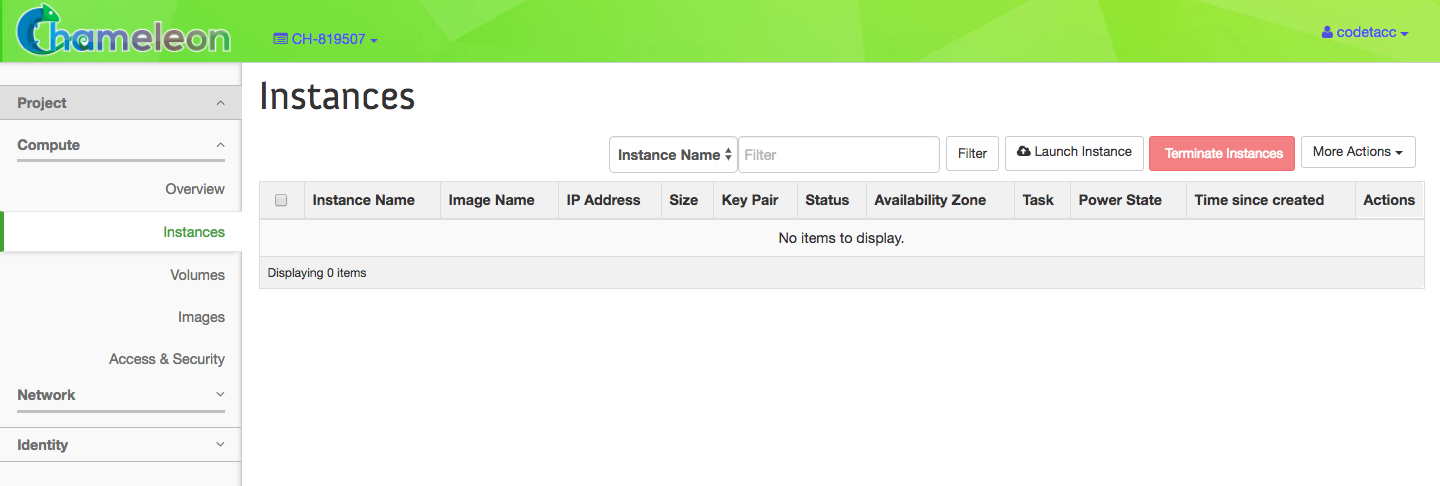 Chameleon
CH-819507
codetacc
Project
Compute
Overview
Instances
Volumes
Images
Access & Security
Network
Identity
Instances
Instance Name Filter Filter Launch Instance Terminate Instances More Actions
Instance Name Image Name IP Address Size Key Pair Status Availability Zone Task Power State Time since created Actions
No items to display.
Displaying 0 items